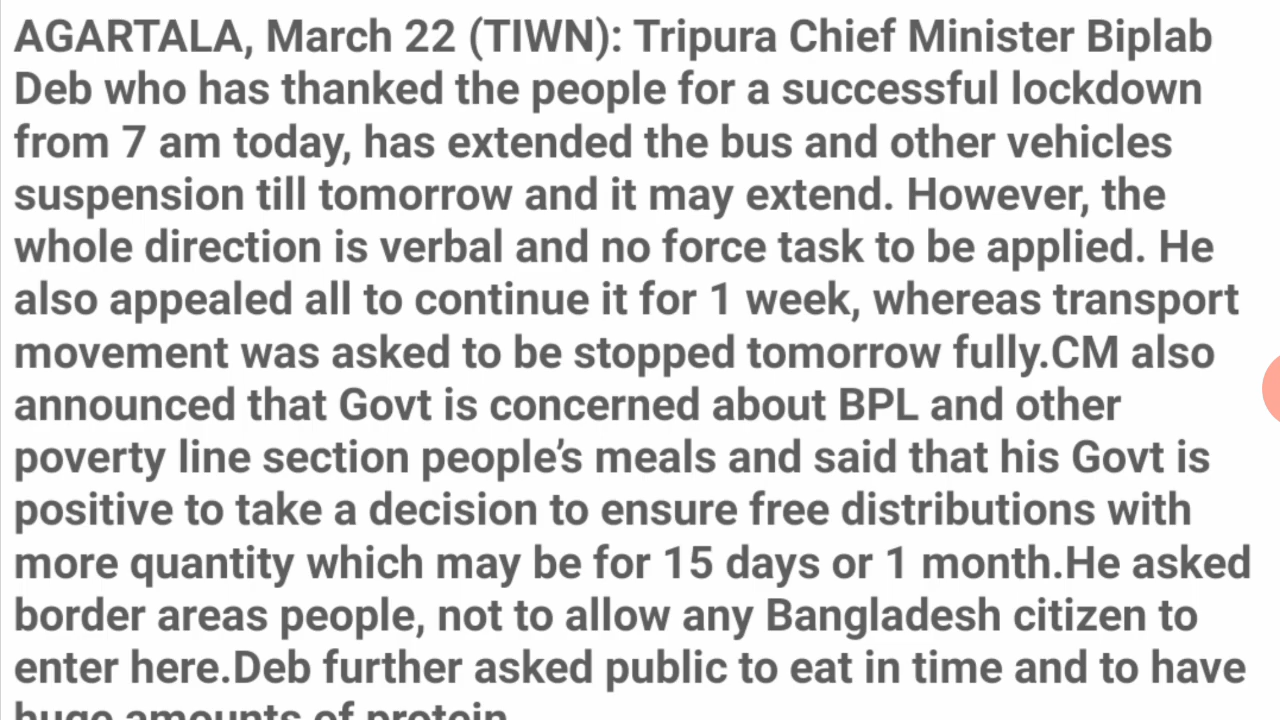 AGARTALA, March 22 (TIWN): Tripura Chief Minister Biplab
Deb who has thanked the people for a successful lockdown
from 7 am today, has extended the bus and other vehicles
suspension till tomorrow and it may extend. However, the
whole direction is verbal and no force task to be applied. He
also appealed all to continue it for 1 week, whereas transport
movement was asked to be stopped tomorrow fully.CM also
announced that Govt is concerned about BPL and other
poverty line section people’s meals and said that his Govt is
positive to take a decision to ensure free distributions with
more quantity which may be for 15 days or 1 month.He asked
border areas people, not to allow any Bangladesh citizen to
enter here.Deb further asked public to eat in time and to have
huge amounts of protein